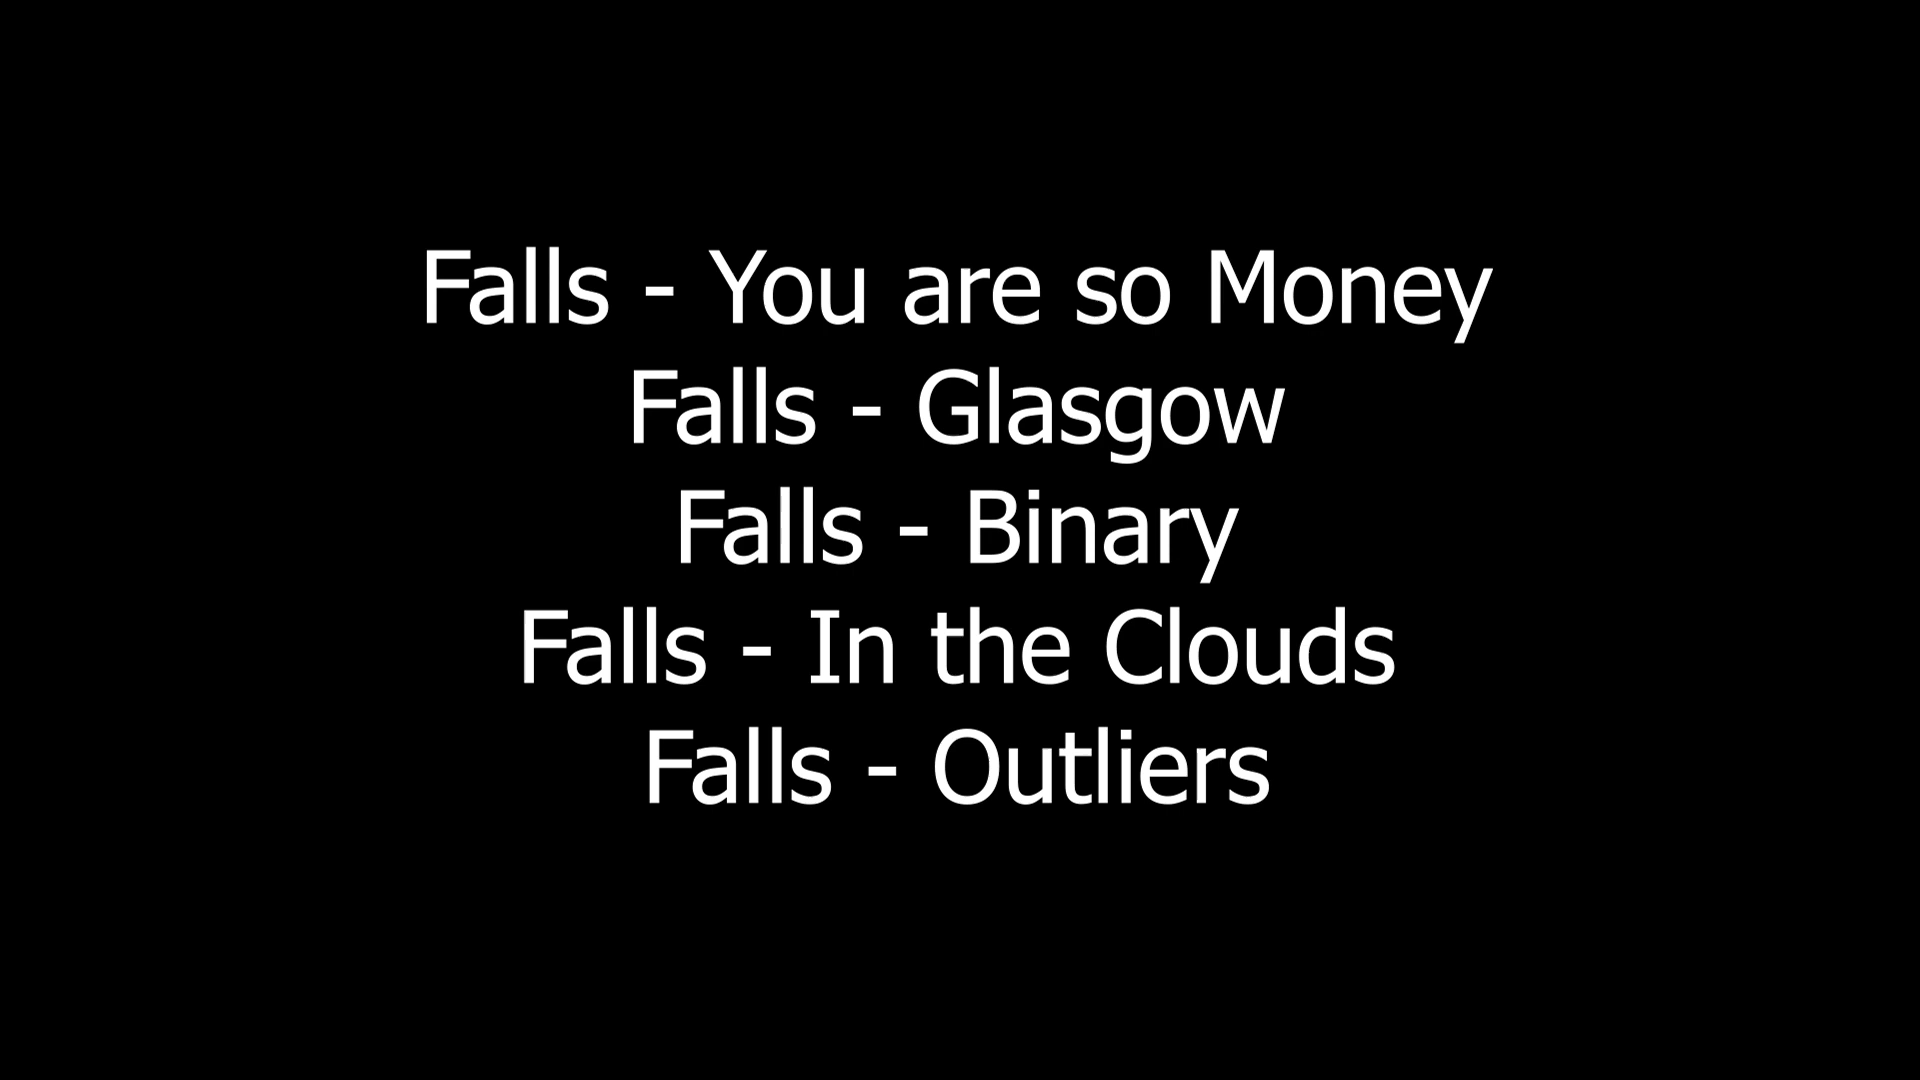 Falls - You are so Money
Falls - Glasgow
Falls - Binary
Falls - In the Clouds
Falls - Outliers